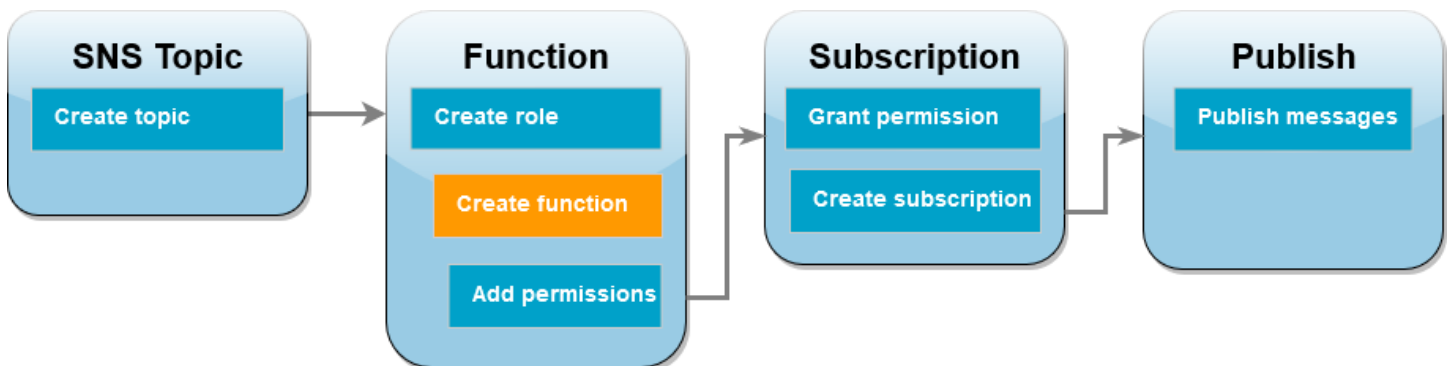 SNS Topic
Create topic
Function
Create role
Create function
Add permissions
Subscription
Grant permission
Create subscription
Publish
Publish messages